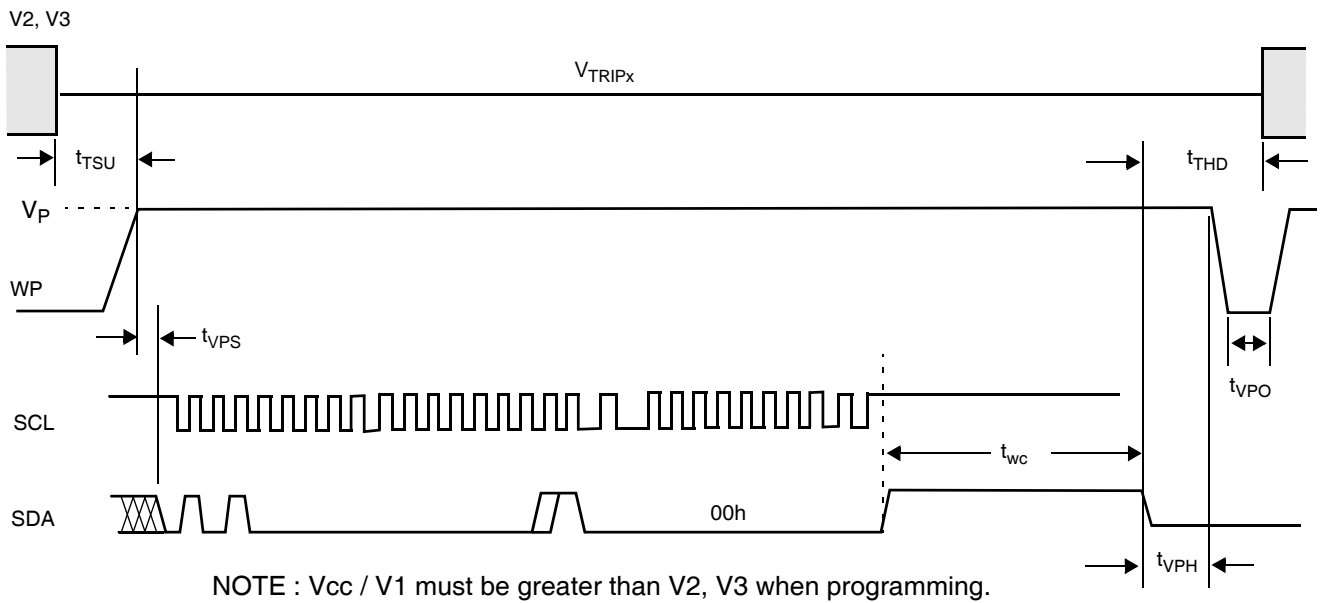 V2, V3
VTRIPx
tTSU
tTHD
VP
WP
tVPS
tVPO
SCL
twc
SDA
00h
tVPH
NOTE : Vcc / V1 must be greater than V2, V3 when programming.